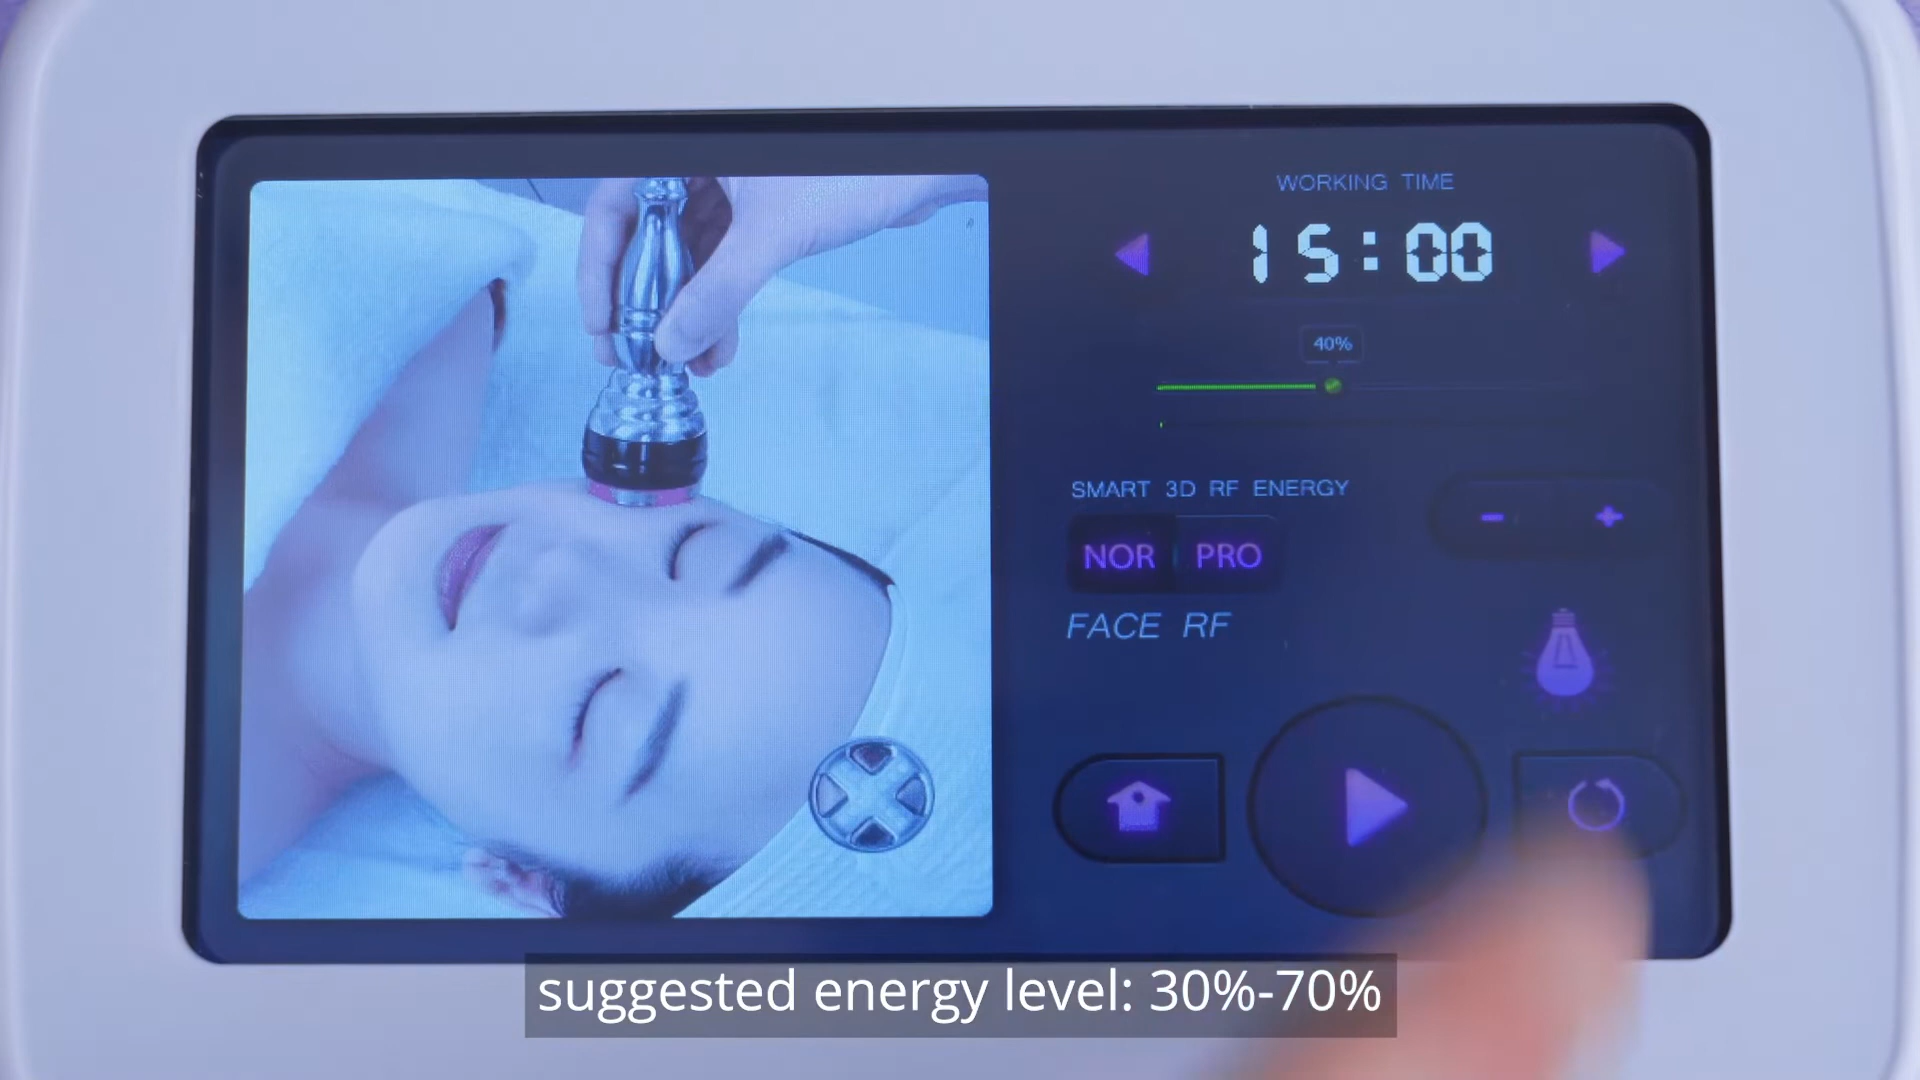 WORKING TIME
15:00
40%
SMART 3D RF ENERGY
NOR PRO
FACE RF
suggested energy level: 30%-70%